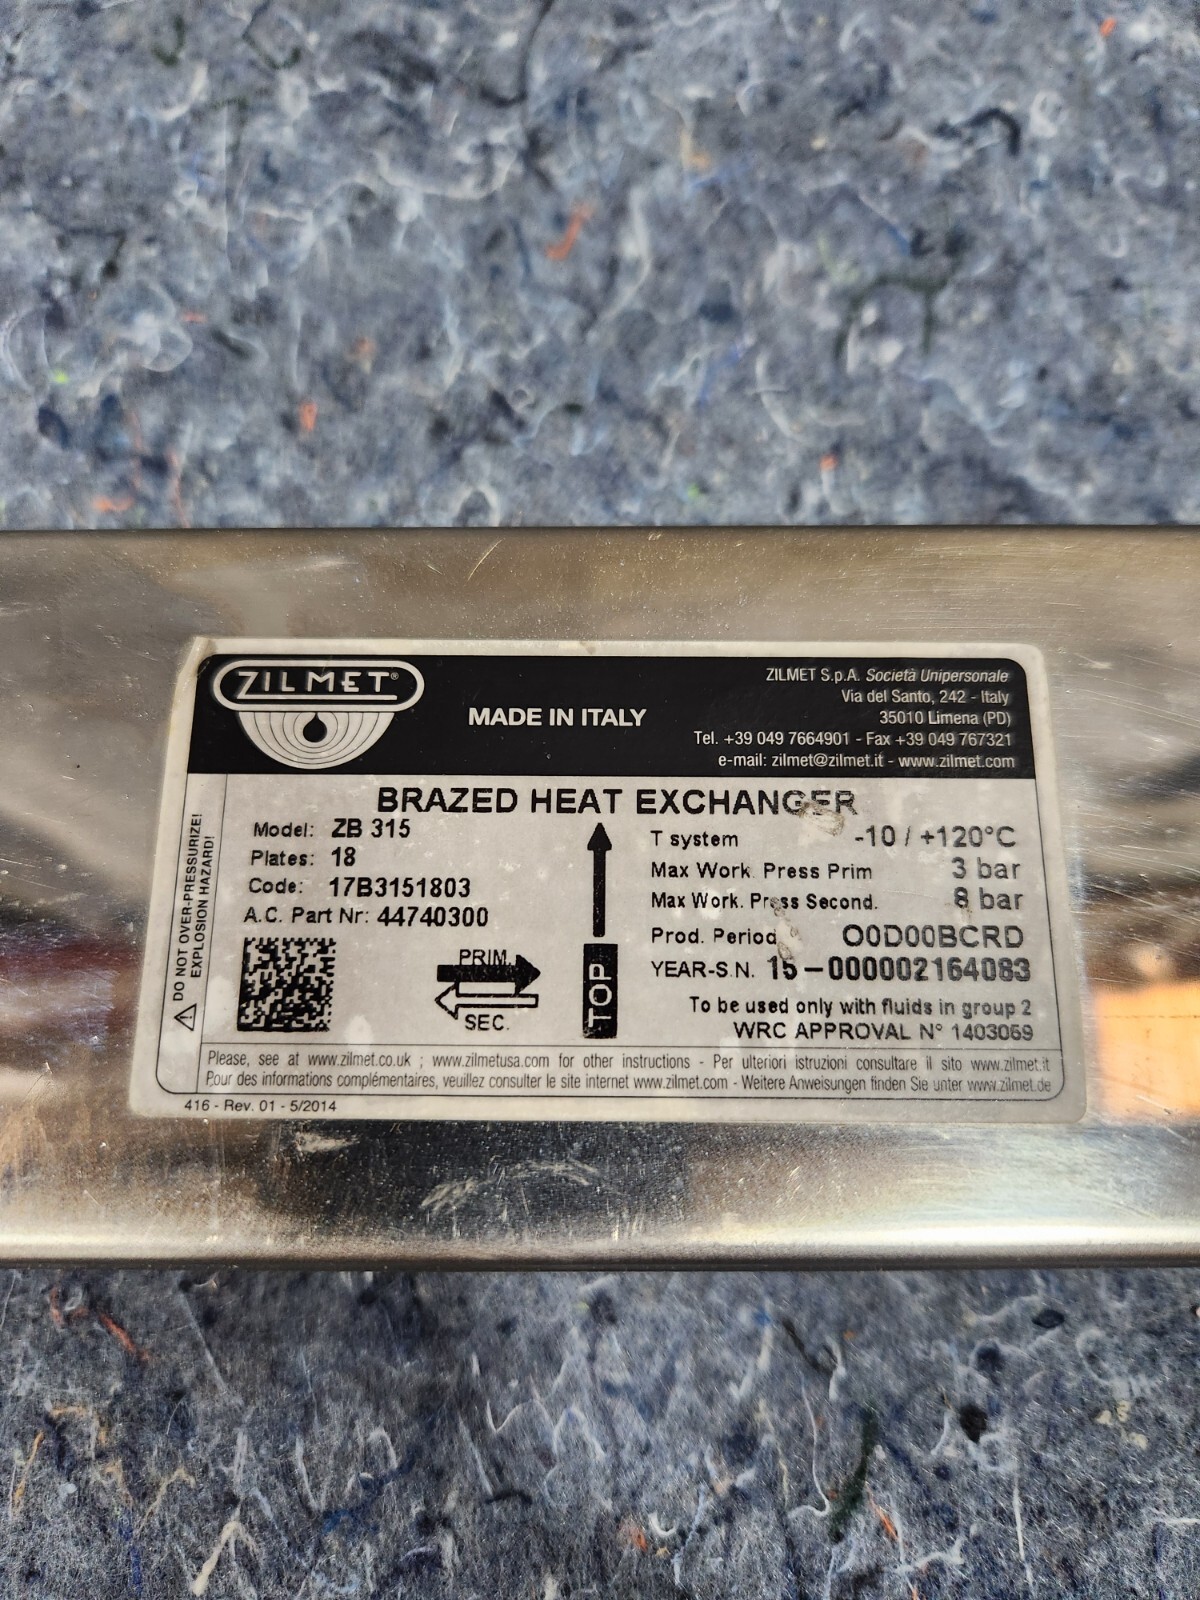 ZILMET®
MADE IN ITALY
ZILMET S.p.A. Società Unipersonale
Via del Santo, 242 - Italy
35010 Limena (PD)
Tel. +39 049 7664901 - Fax +39 049 767321
e-mail: zilmet@zilmet.it - www.zilmet.com
BRAZED HEAT EXCHANGER
Model: ZB 315
Plates: 18
Code: 17B3151803
A.C. Part Nr: 44740300
PRIM.
SEC.
TOP
T system -10 / +120°C
Max Work. Press Prim 3 bar
Max Work. Press Second. 8 bar
Prod. Period O0D00BCRD
YEAR-S.N. 15-000002164083
To be used only with fluids in group 2
WRC APPROVAL N° 1403069
DO NOT OVER-PRESSURIZE!
EXPLOSION HAZARD!
Please, see at www.zilmet.co.uk ; www.zilmetusa.com for other instructions - Per ulteriori istruzioni consultare il sito www.zilmet.it
Pour des informations complémentaires, veuillez consulter le site internet www.zilmet.com - Weitere Anweisungen finden Sie unter www.zilmet.de
416 - Rev. 01 - 5/2014